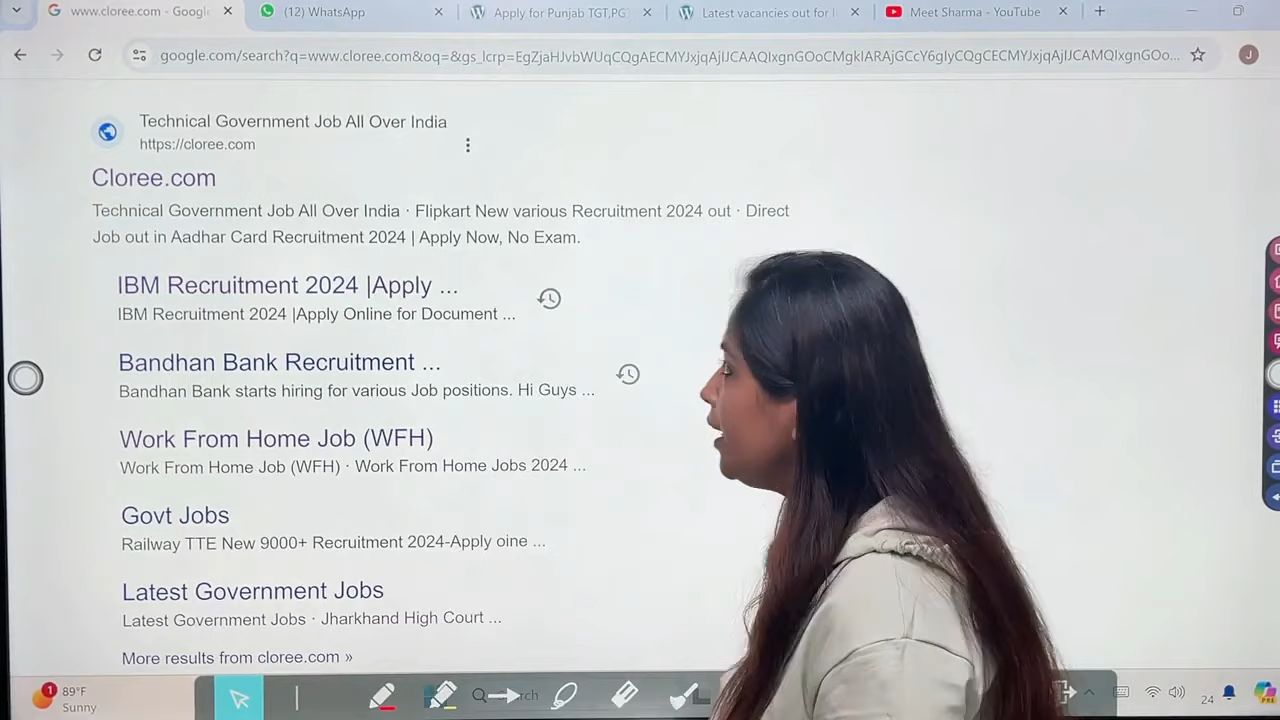 www.cloree.com - Google
(12) WhatsApp
Apply for Punjab TGT,PG
Latest vacancies out for
Meet Sharma - YouTube
google.com/search?q=www.cloree.com&oq=&gs_lcrp=
J
Technical Government Job All Over India
https://cloree.com
Cloree.com
Technical Government Job All Over India · Flipkart New various Recruitment 2024 out · Direct
Job out in Aadhar Card Recruitment 2024 | Apply Now, No Exam.
IBM Recruitment 2024 |Apply ...
IBM Recruitment 2024 |Apply Online for Document ...
Bandhan Bank Recruitment ...
Bandhan Bank starts hiring for various Job positions. Hi Guys ...
Work From Home Job (WFH)
Work From Home Job (WFH) · Work From Home Jobs 2024 ...
Govt Jobs
Railway TTE New 9000+ Recruitment 2024-Apply oine ...
Latest Government Jobs
Latest Government Jobs · Jharkhand High Court ...
More results from cloree.com »
1
89°F
Sunny
24
PRE